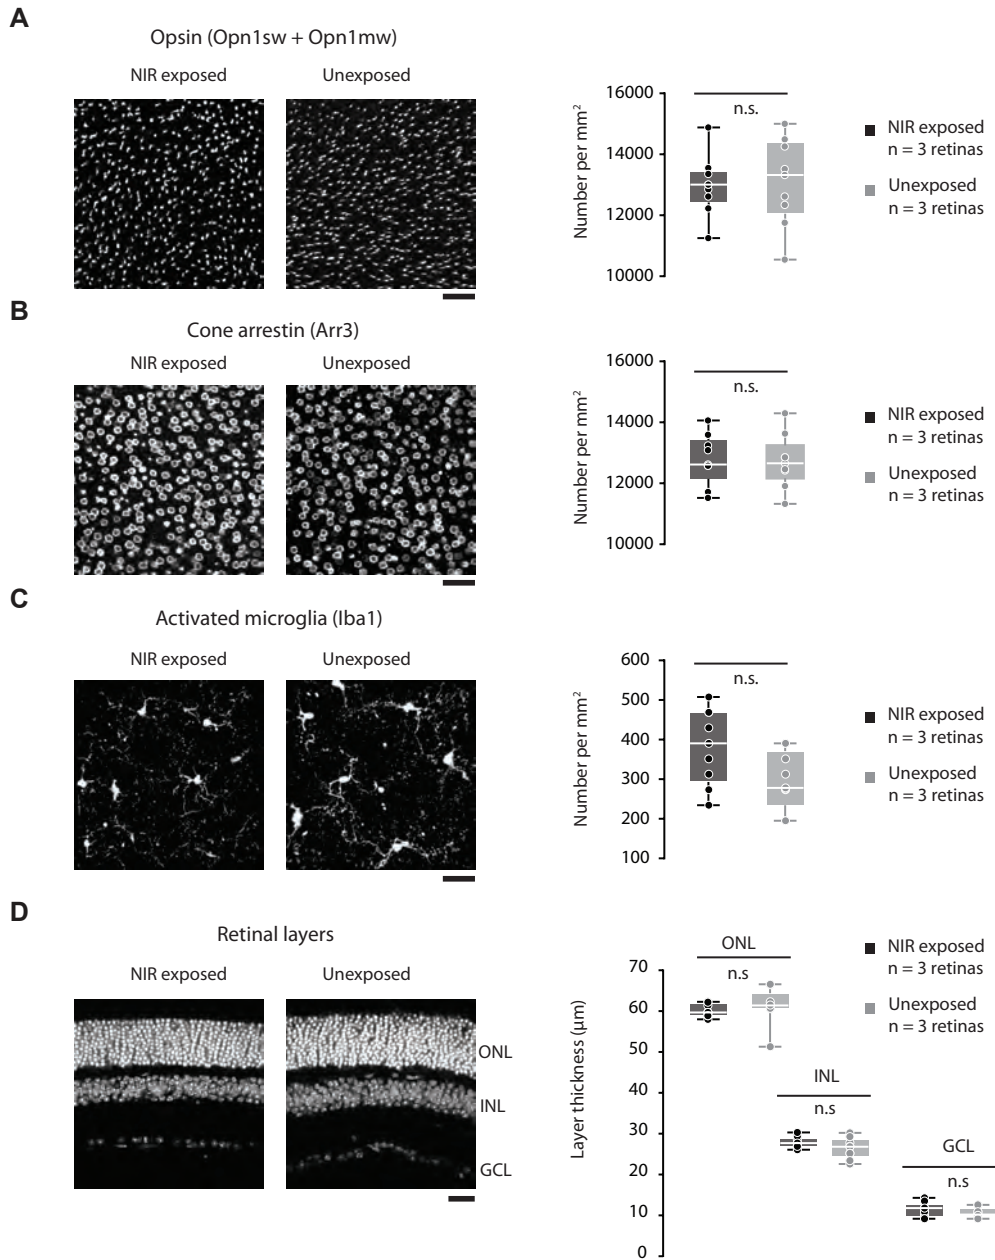 A
Opsin (Opn1sw + Opn1mw)
NIR exposed
Unexposed
16000
14000
12000
10000
Number per mm²
n.s.
NIR exposed
n = 3 retinas
Unexposed
n = 3 retinas
B
Cone arrestin (Arr3)
NIR exposed
Unexposed
16000
14000
12000
10000
Number per mm²
n.s.
NIR exposed
n = 3 retinas
Unexposed
n = 3 retinas
C
Activated microglia (Iba1)
NIR exposed
Unexposed
600
500
400
300
200
100
Number per mm²
n.s.
NIR exposed
n = 3 retinas
Unexposed
n = 3 retinas
D
Retinal layers
NIR exposed
Unexposed
ONL
INL
GCL
70
60
50
40
30
20
10
0
Layer thickness (μm)
ONL
n.s
INL
n.s
GCL
n.s
NIR exposed
n = 3 retinas
Unexposed
n = 3 retinas